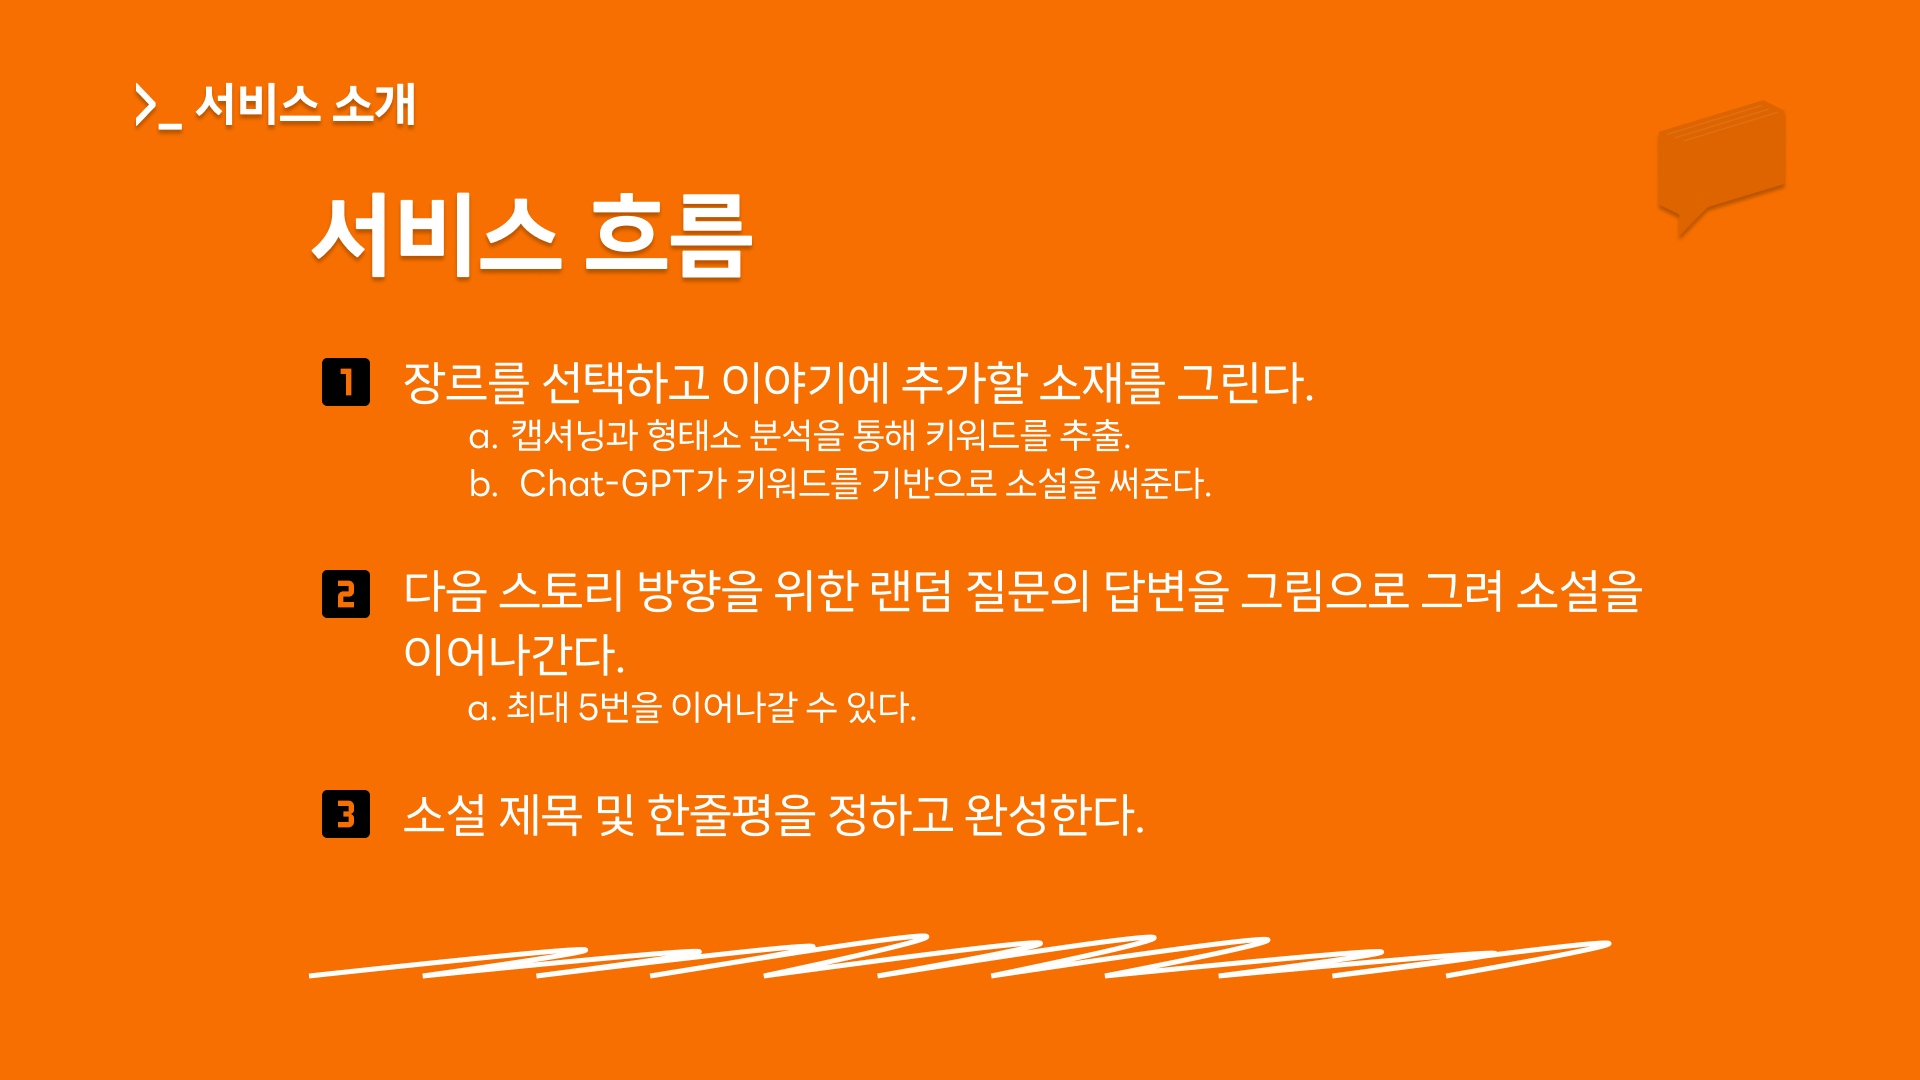 >_ 서비스 소개
서비스 흐름
1 장르를 선택하고 이야기에 추가할 소재를 그린다.
a. 캡셔닝과 형태소 분석을 통해 키워드를 추출.
b. Chat-GPT가 키워드를 기반으로 소설을 써준다.
2 다음 스토리 방향을 위한 랜덤 질문의 답변을 그림으로 그려 소설을
이어나간다.
a. 최대 5번을 이어나갈 수 있다.
3 소설 제목 및 한줄평을 정하고 완성한다.